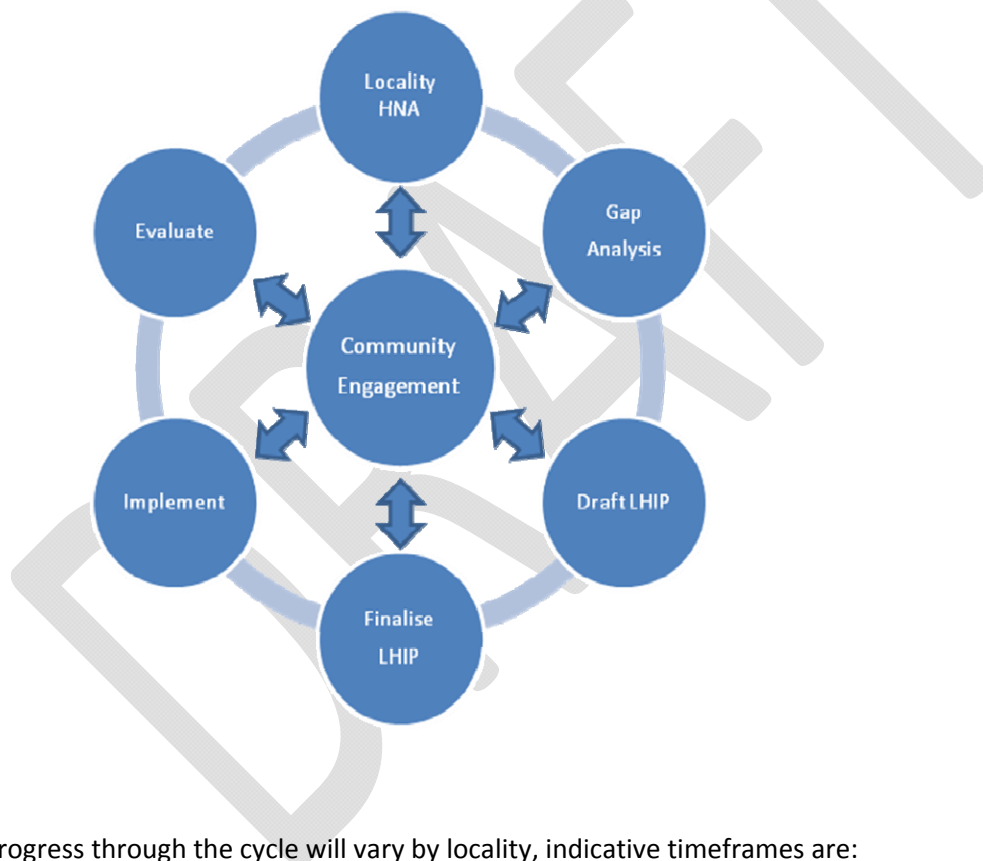 Locality
HNA
Gap
Analysis
Evaluate
Community
Engagement
Implement
Draft LHIP
Finalise
LHIP
rogress through the cycle will vary by locality, indicative timeframes are:
DRAFT